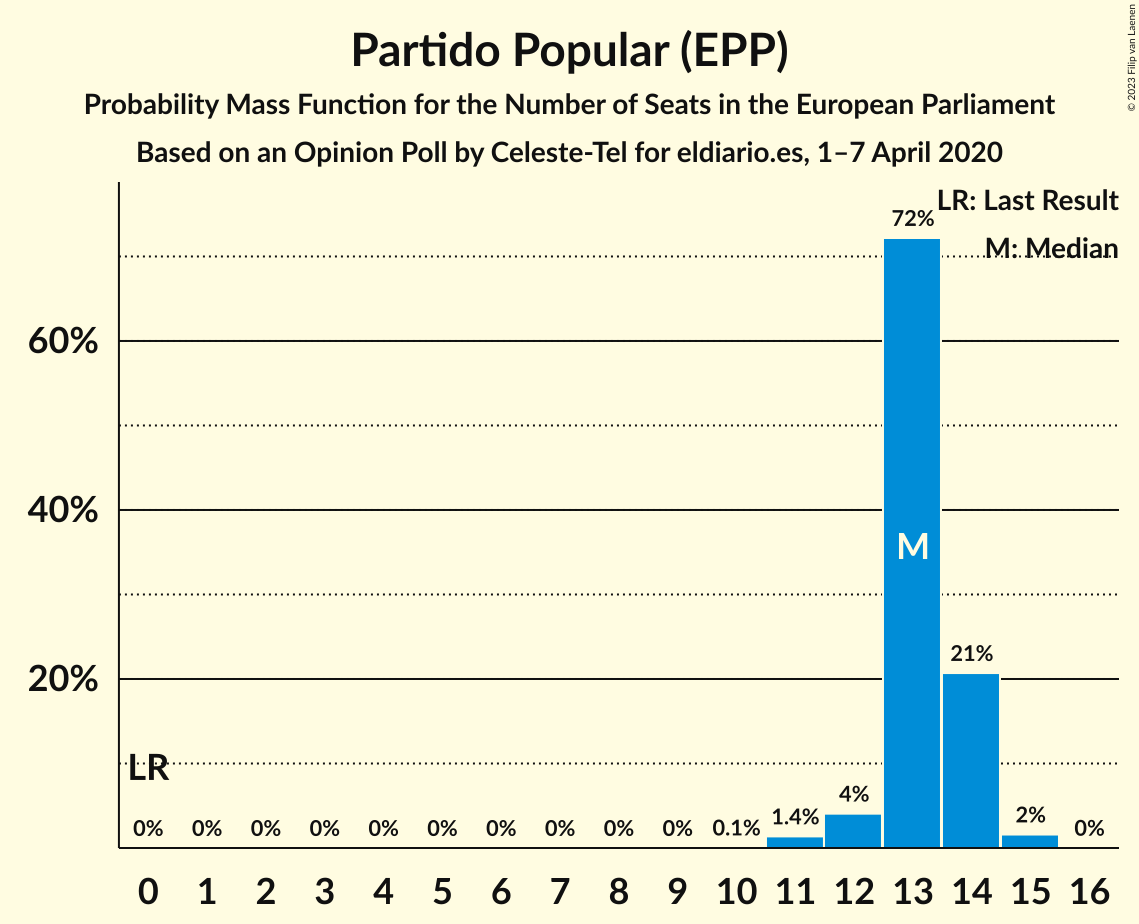 Partido Popular (EPP)
Probability Mass Function for the Number of Seats in the European Parliament
Based on an Opinion Poll by Celeste-Tel for eldiario.es, 1–7 April 2020
© 2023 Filip van Laenen
LR: Last Result
M: Median
72%
60%
40%
M
21%
20%
LR
0% 0% 0% 0% 0% 0% 0% 0% 0% 0% 0.1% 1.4% 4% 2% 0%
0 1 2 3 4 5 6 7 8 9 10 11 12 13 14 15 16